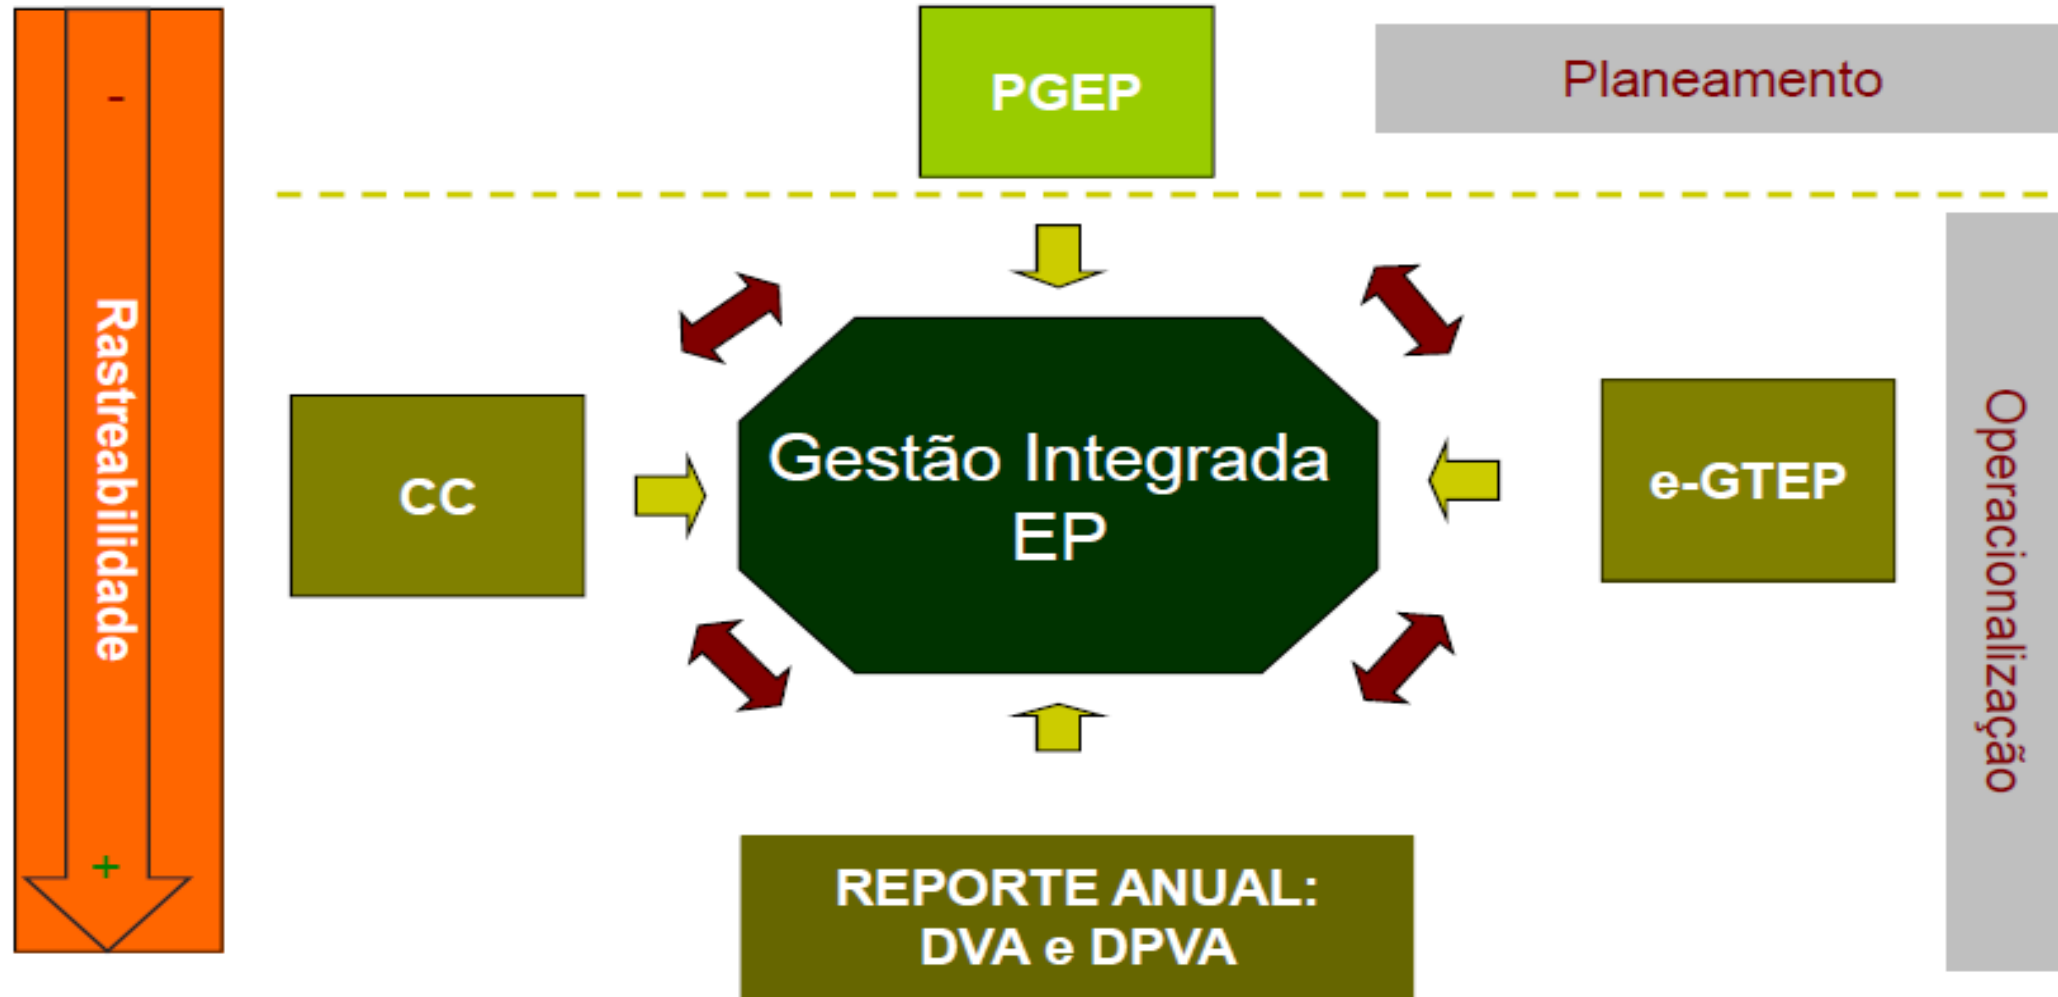 PGEP
Planeamento
-
Rastreabilidade
+
CC
Gestão Integrada
EP
e-GTEP
Operacionalização
REPORTE ANUAL:
DVA e DPVA